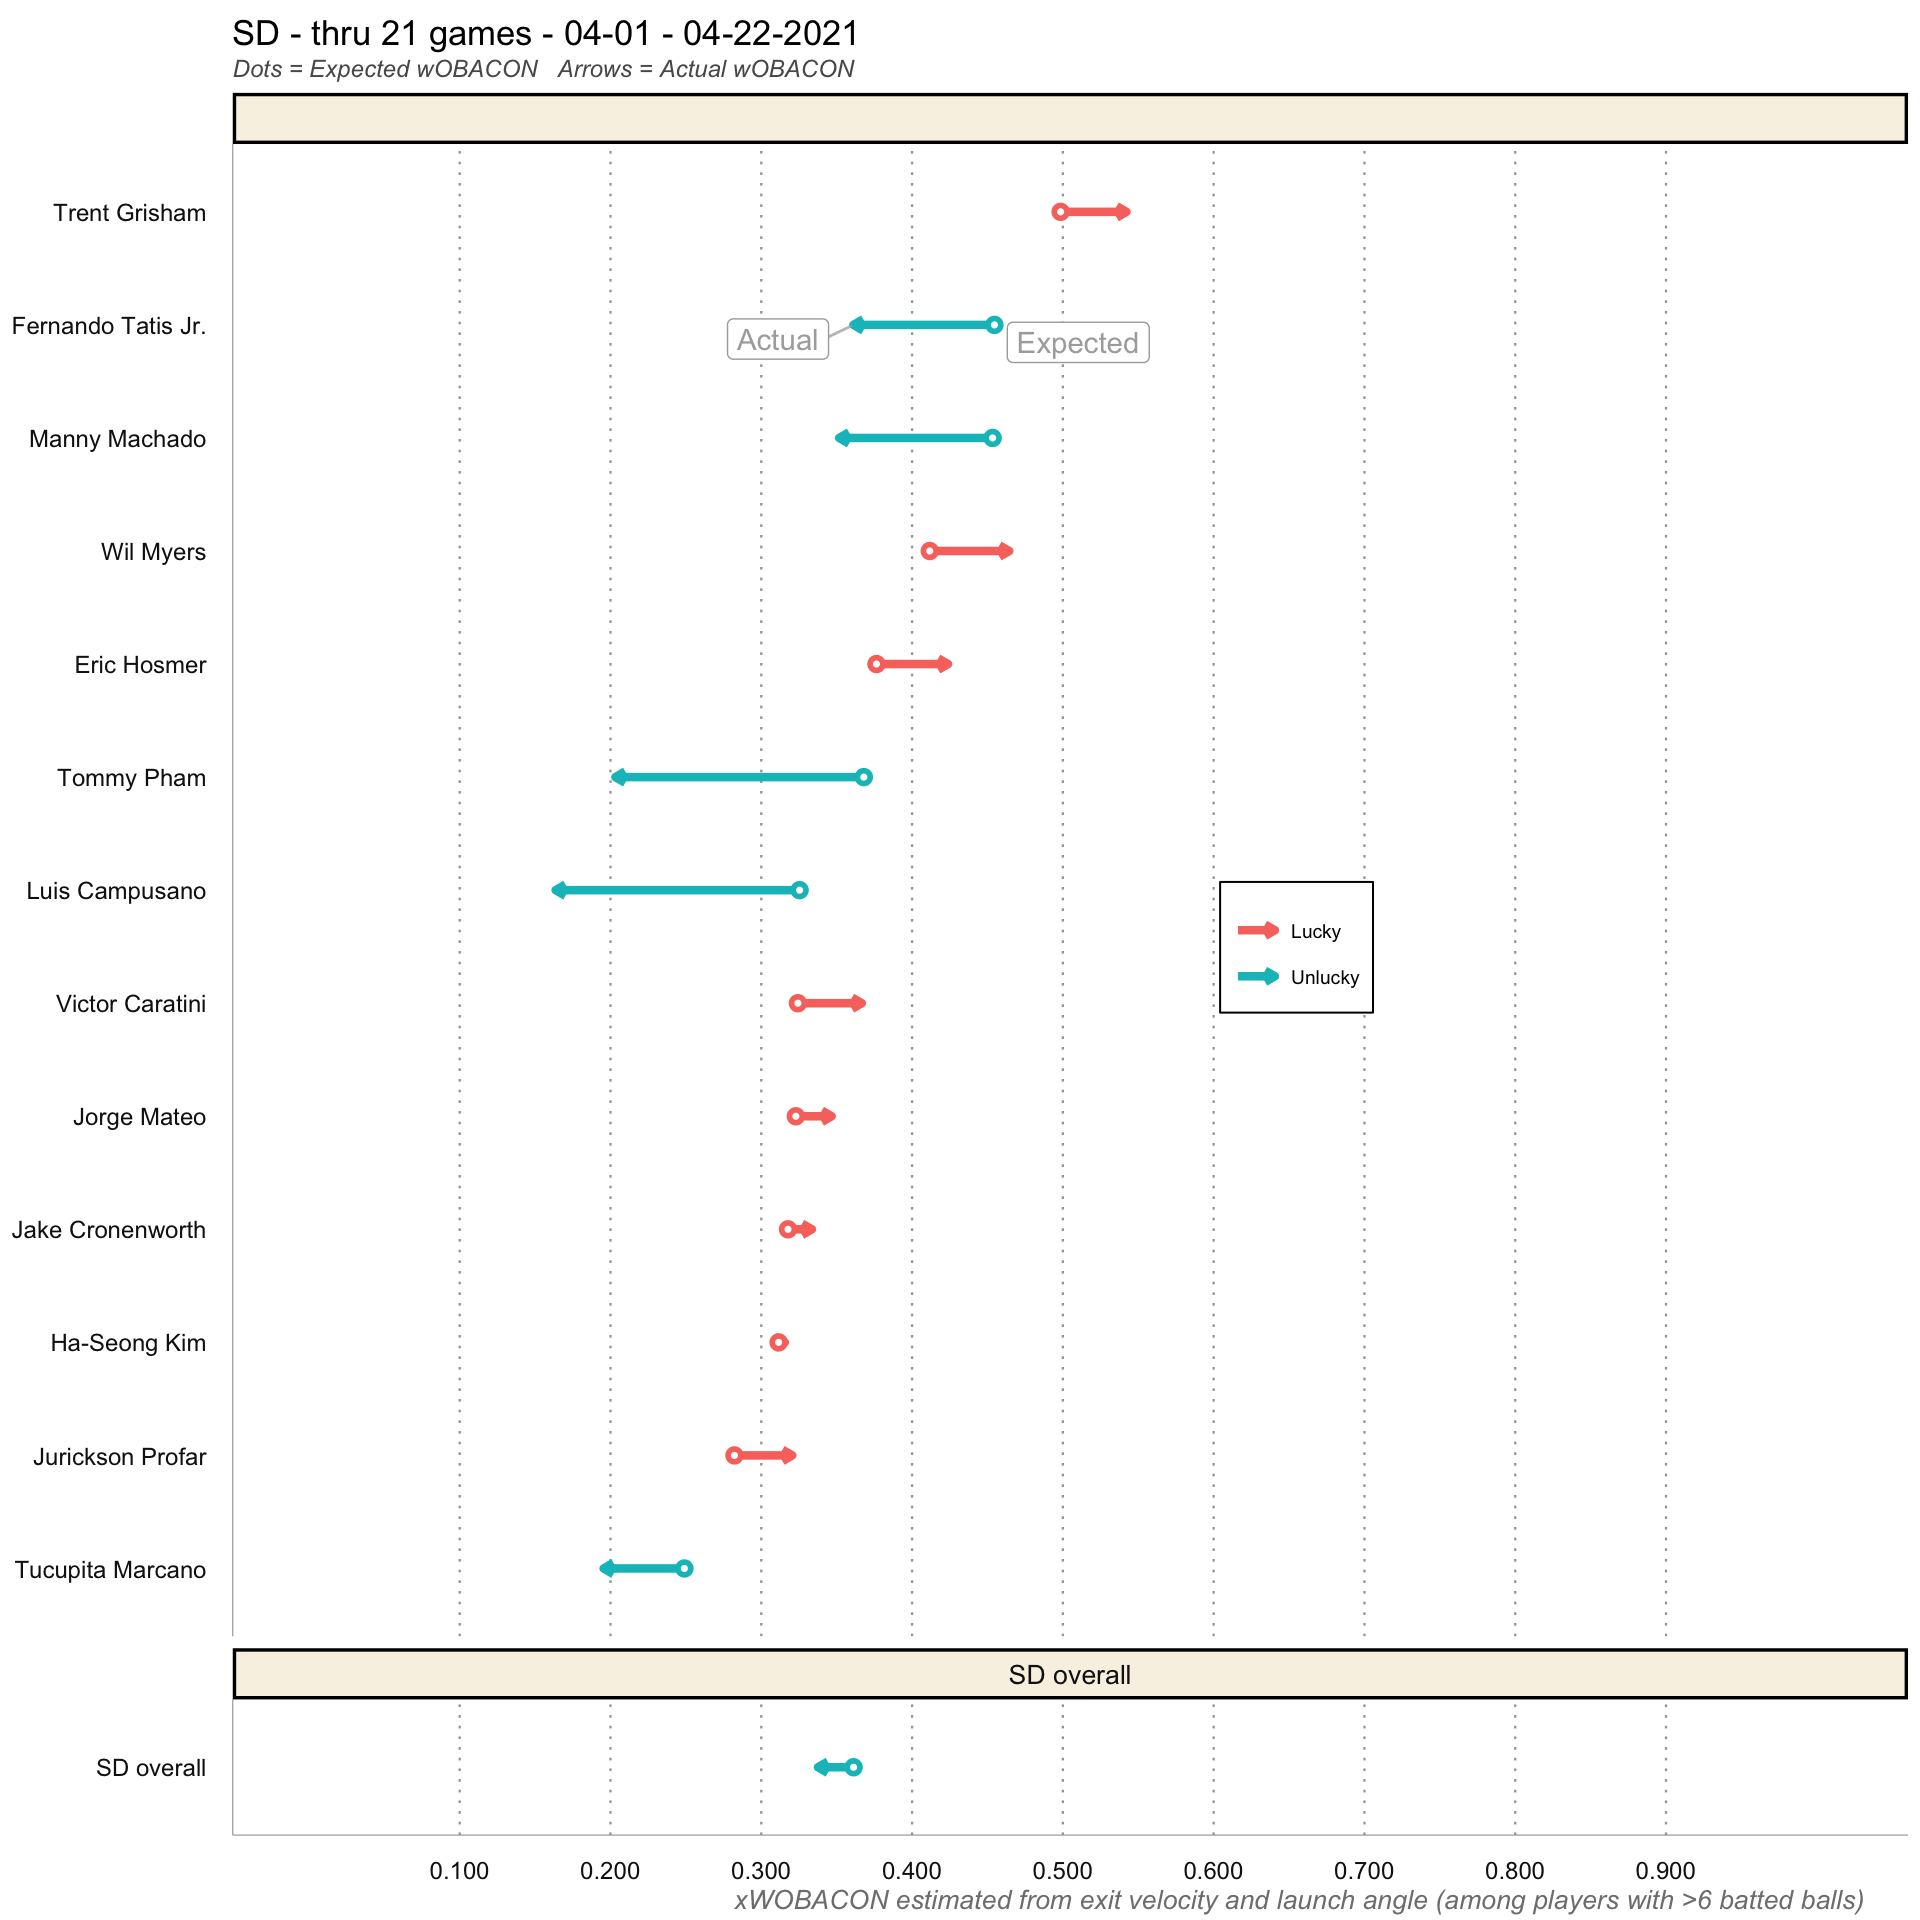 SD - thru 21 games - 04-01 - 04-22-2021
Dots = Expected wOBACON   Arrows = Actual wOBACON
Trent Grisham
Fernando Tatis Jr.
Actual
Expected
Manny Machado
Wil Myers
Eric Hosmer
Tommy Pham
Luis Campusano
Lucky
Unlucky
Victor Caratini
Jorge Mateo
Jake Cronenworth
Ha-Seong Kim
Jurickson Profar
Tucupita Marcano
SD overall
SD overall
0.100 0.200 0.300 0.400 0.500 0.600 0.700 0.800 0.900
xWOBACON estimated from exit velocity and launch angle (among players with >6 batted balls)